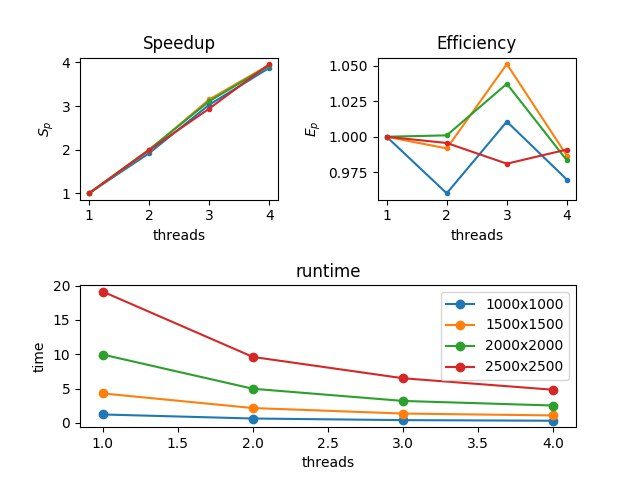 Speedup
4
3
2
1
S_p
1 2 3 4
threads
Efficiency
1.050
1.025
1.000
0.975
E_p
1 2 3 4
threads
runtime
20
15
10
5
0
time
1000x1000
1500x1500
2000x2000
2500x2500
1.0 1.5 2.0 2.5 3.0 3.5 4.0
threads